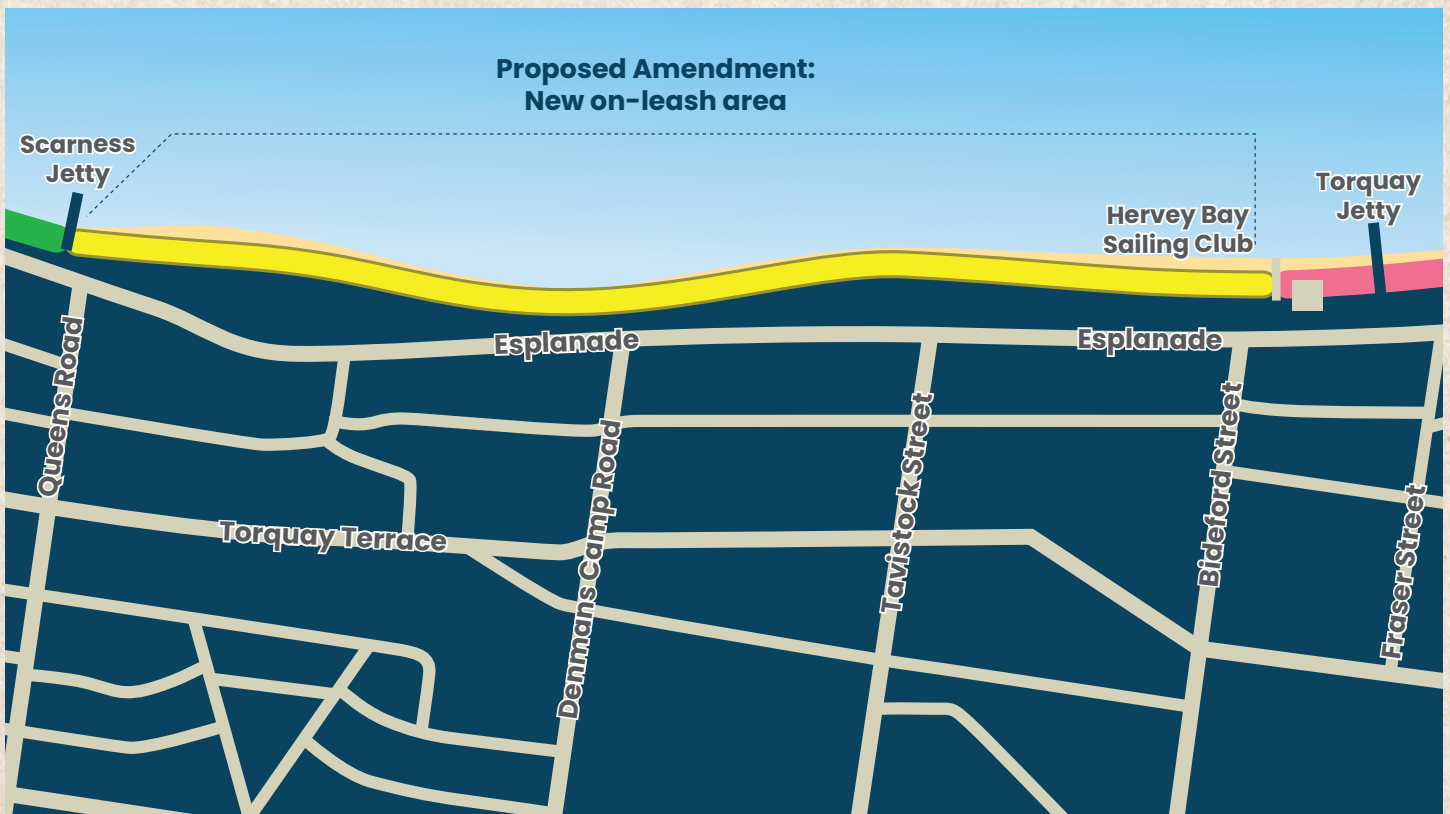 Proposed Amendment:
New on-leash area
Scarness
Jetty
Torquay
Jetty
Hervey Bay
Sailing Club
Esplanade
Esplanade
Queens Road
Torquay Terrace
Denmans Camp Road
Tavistock Street
Bideford Street
Fraser Street